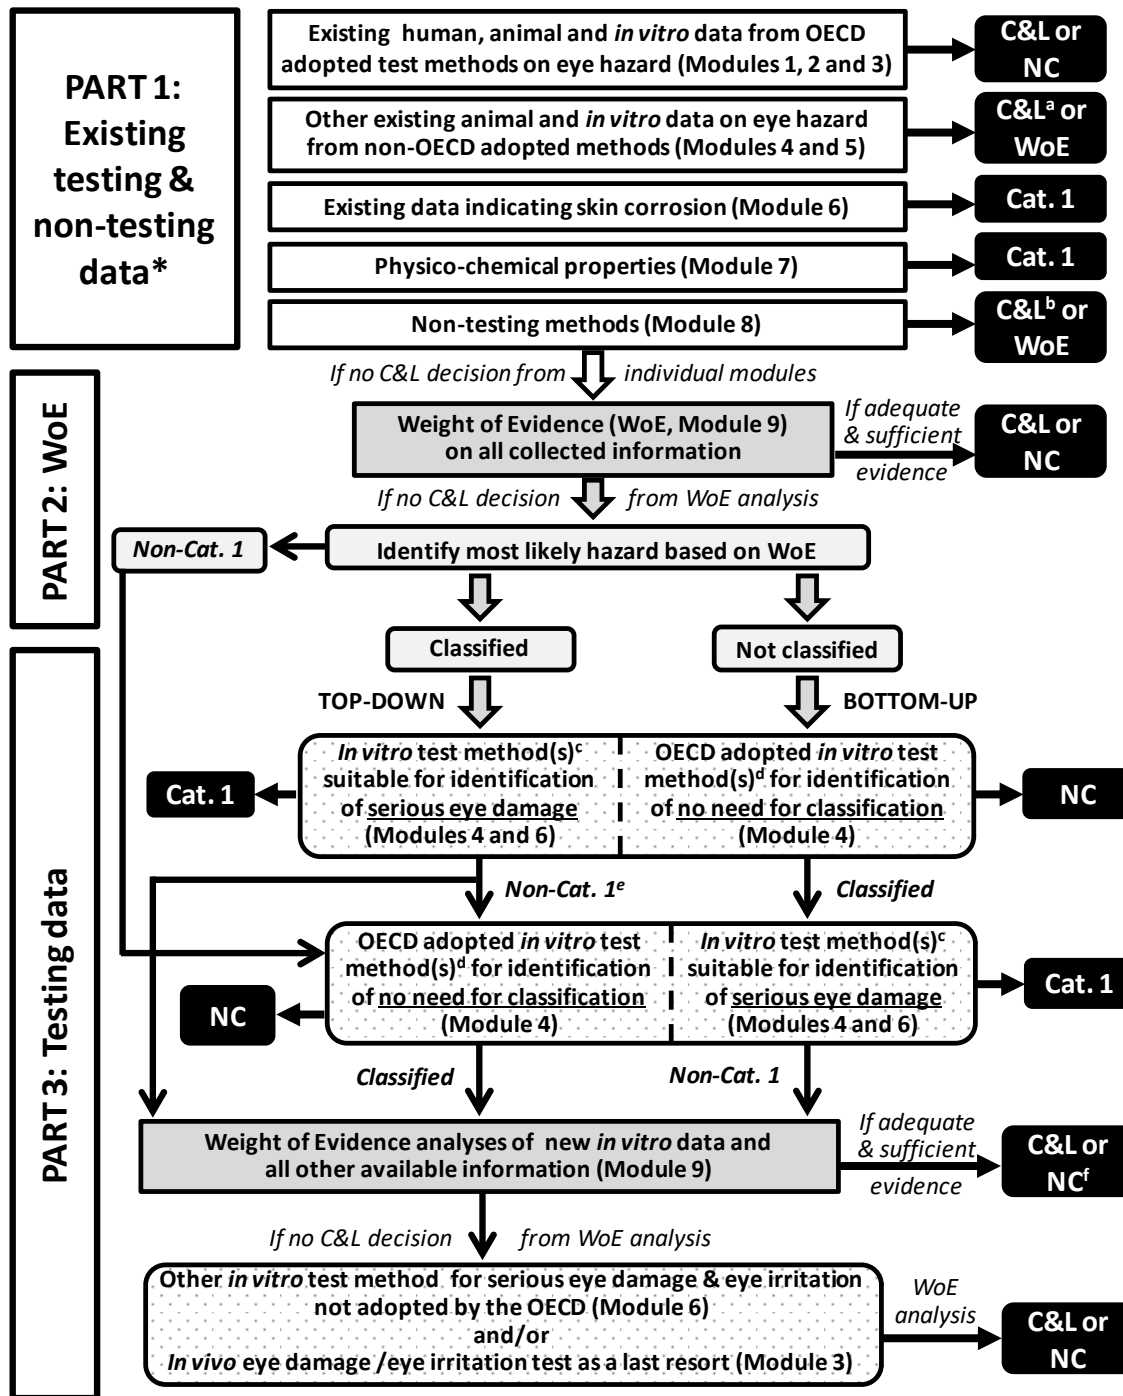 PART 1:
Existing
testing &
non-testing
data*
Existing human, animal and in vitro data from OECD
adopted test methods on eye hazard (Modules 1, 2 and 3)
C&L or
NC
Other existing animal and in vitro data on eye hazard
from non-OECD adopted methods (Modules 4 and 5)
C&Lᵃ or
WoE
Existing data indicating skin corrosion (Module 6)
Cat. 1
Physico-chemical properties (Module 7)
Cat. 1
Non-testing methods (Module 8)
C&Lᵇ or
WoE
If no C&L decision from individual modules
PART 2: WoE
Weight of Evidence (WoE, Module 9)
on all collected information
If adequate
& sufficient
evidence
C&L or
NC
If no C&L decision from WoE analysis
Non-Cat. 1
Identify most likely hazard based on WoE
Classified
Not classified
PART 3: Testing data
TOP-DOWN
BOTTOM-UP
Cat. 1
In vitro test method(s)ᶜ
suitable for identification
of serious eye damage
(Modules 4 and 6)
OECD adopted in vitro test
method(s)ᵈ for identification
of no need for classification
(Module 4)
NC
Non-Cat. 1ᵉ
Classified
NC
OECD adopted in vitro test
method(s)ᵈ for identification
of no need for classification
(Module 4)
In vitro test method(s)ᶜ
suitable for identification
of serious eye damage
(Modules 4 and 6)
Cat. 1
Classified
Non-Cat. 1
Weight of Evidence analyses of new in vitro data and
all other available information (Module 9)
If adequate
& sufficient
evidence
C&L or
NCᶠ
If no C&L decision from WoE analysis
Other in vitro test method for serious eye damage & eye irritation
not adopted by the OECD (Module 6)
and/or
In vivo eye damage /eye irritation test as a last resort (Module 3)
WoE
analysis
C&L or
NC